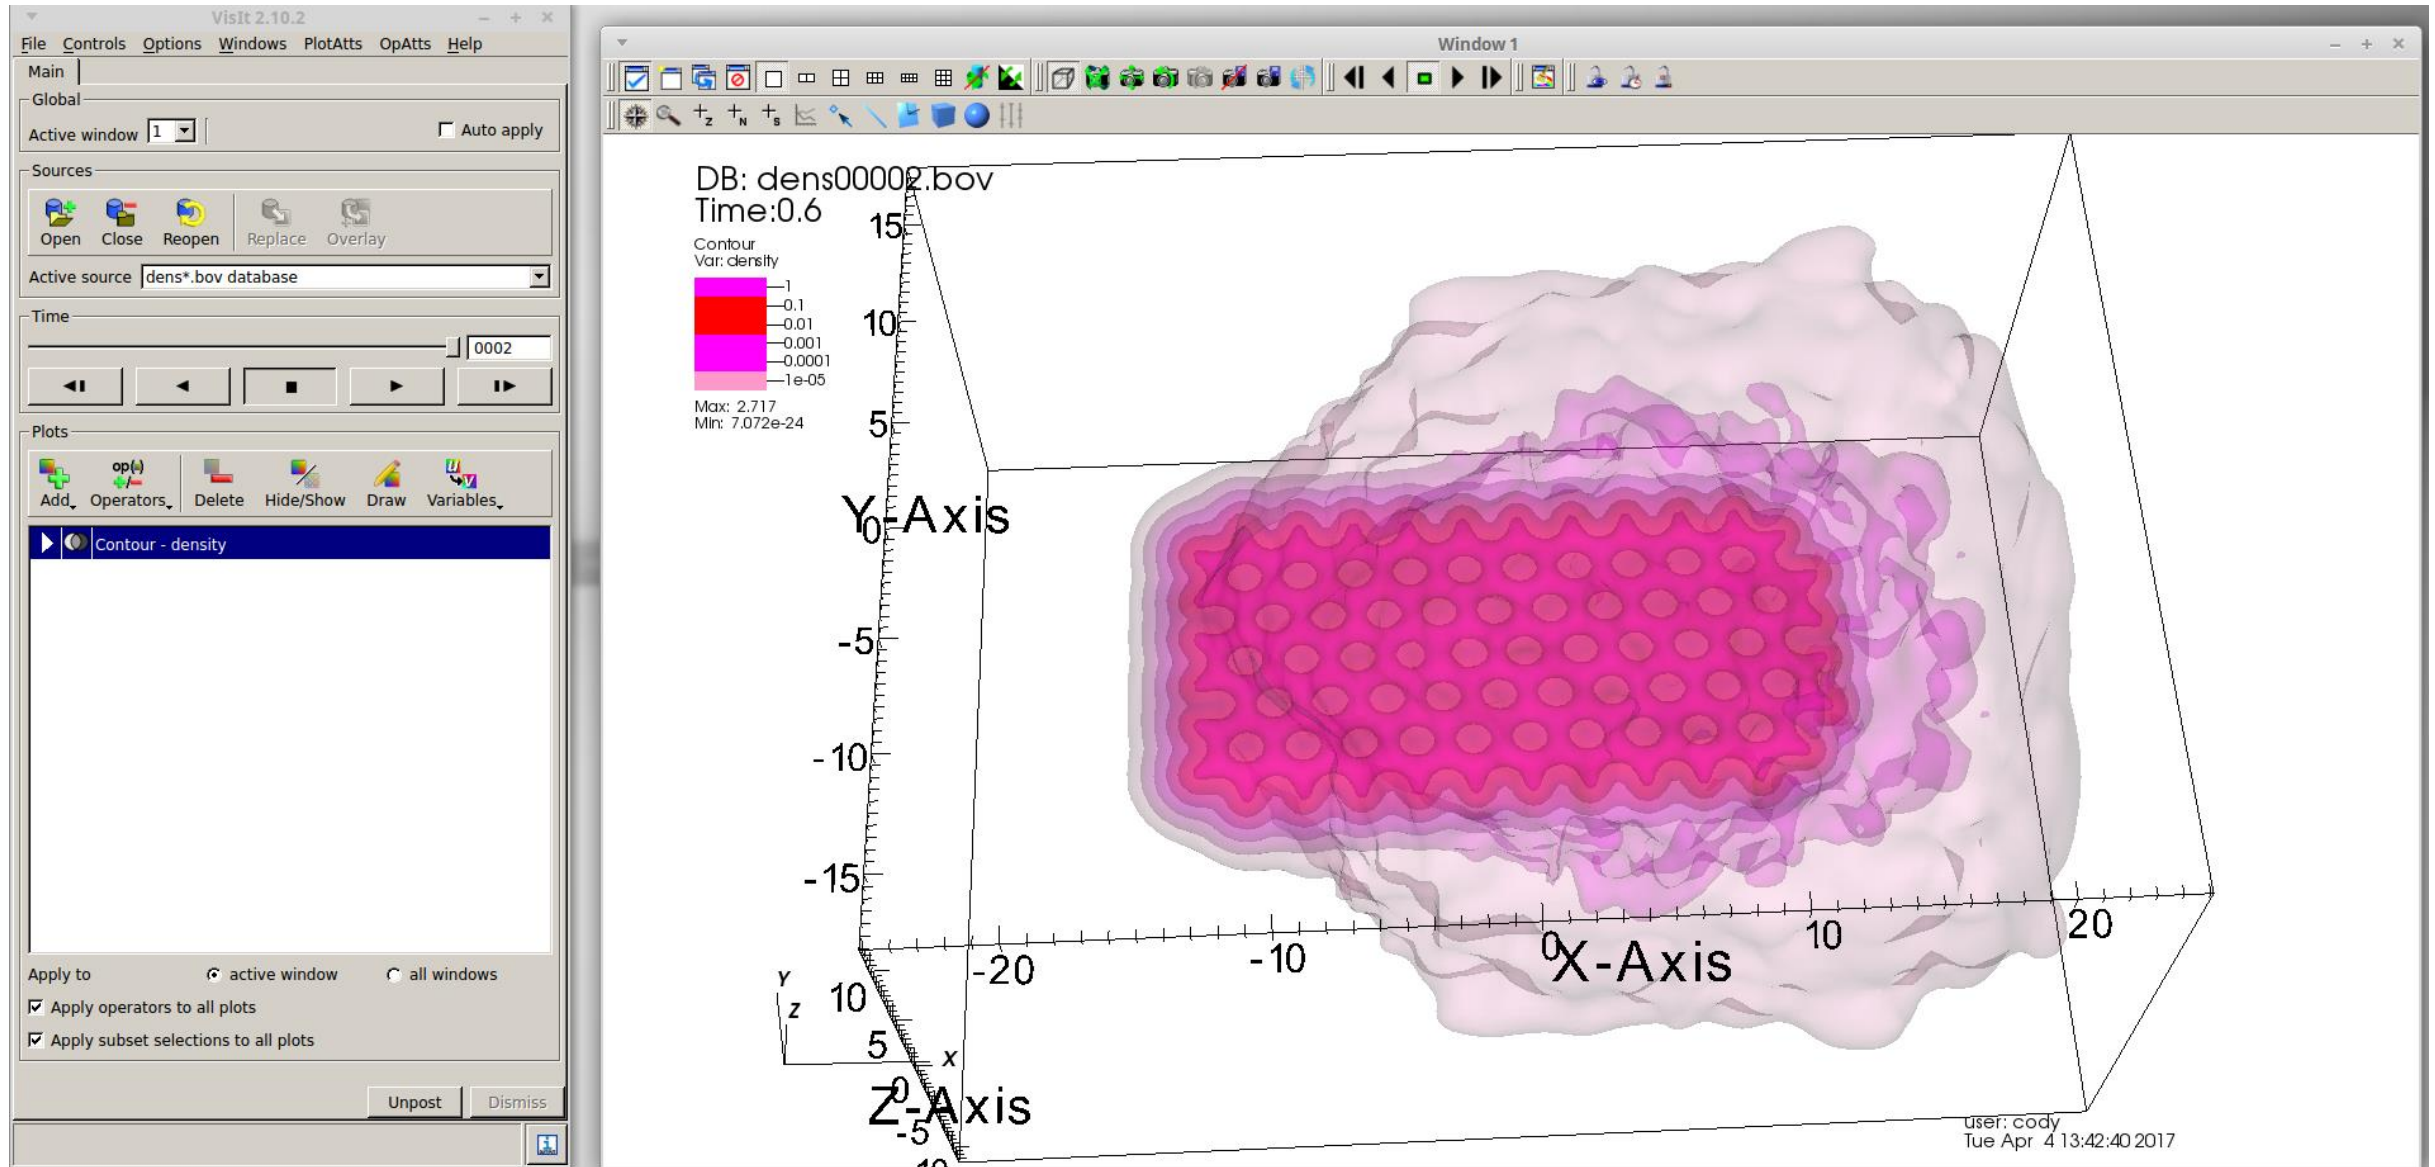 VisIt 2.10.2
File Controls Options Windows PlotAtts OpAtts Help
Main
Global
Active window 1 Auto apply
Sources
Open Close Reopen Replace Overlay
Active source dens*.bov database
Time
0002
Plots
op(-)
Add Operators Delete Hide/Show Draw Variables
Contour - density
Apply to active window all windows
Apply operators to all plots
Apply subset selections to all plots
Unpost Dismiss
Window 1
DB: dens00002.bov
Time:0.6
Contour
Var: density
1
0.1
0.01
0.001
0.0001
1e-05
Max: 2.717
Min: 7.072e-24
15
10
5
0
Y-Axis
-5
-10
-15
-20
-10
0
10
20
X-Axis
10
5
0
-5
-10
Z-Axis
Y
Z
X
user: cody
Tue Apr 4 13:42:40 2017